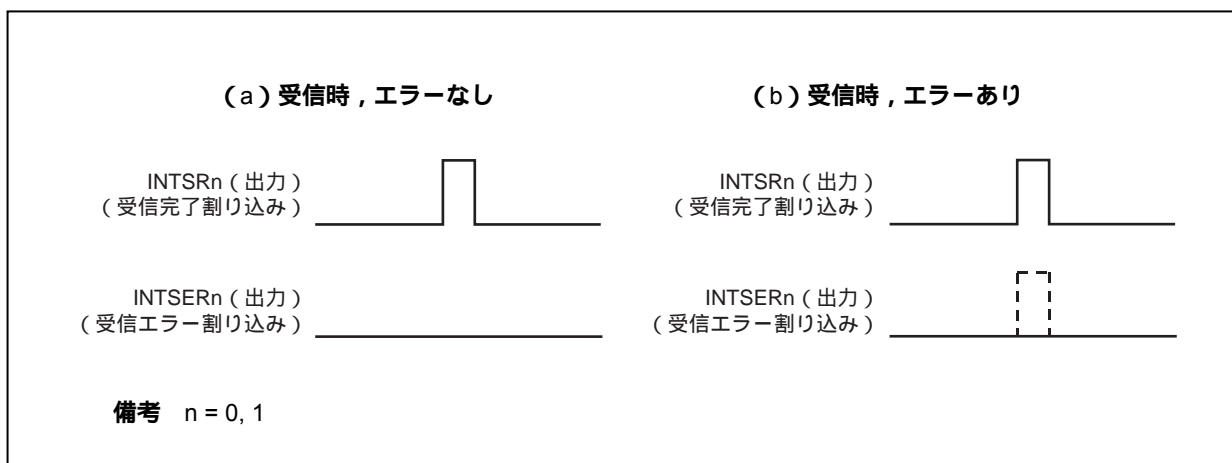 （a）受信時，エラーなし
INTSRn（出力）
（受信完了割り込み）
INTSERn（出力）
（受信エラー割り込み）
（b）受信時，エラーあり
INTSRn（出力）
（受信完了割り込み）
INTSERn（出力）
（受信エラー割り込み）
備考　n = 0, 1